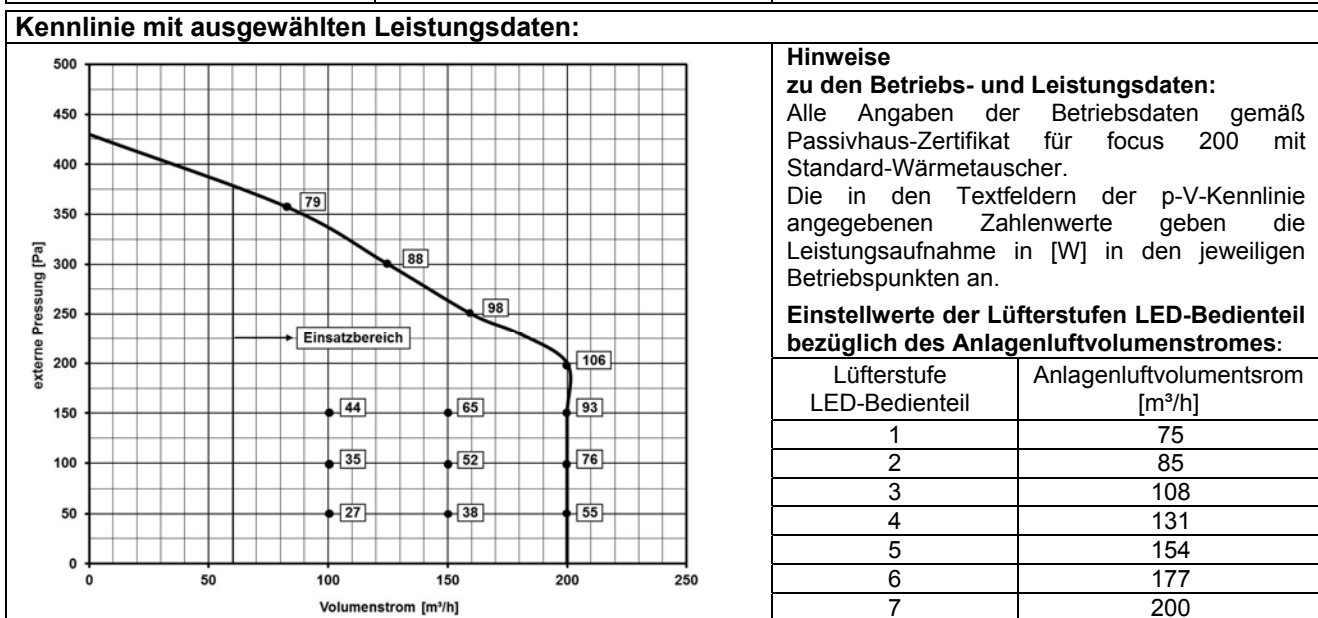 Kennlinie mit ausgewählten Leistungsdaten:
500
450
400
350
300
250
200
150
100
50
0
externe Pressung [Pa]
79
88
98
Einsatzbereich
106
44
65
93
35
52
76
27
38
55
0
50
100
150
200
250
Volumenstrom [m³/h]
Hinweise
zu den Betriebs- und Leistungsdaten:
Alle Angaben der Betriebsdaten gemäß
Passivhaus-Zertifikat für focus 200 mit
Standard-Wärmetauscher.
Die in den Textfeldern der p-V-Kennlinie
angegebenen Zahlenwerte geben die
Leistungsaufnahme in [W] in den jeweiligen
Betriebspunkten an.
Einstellwerte der Lüfterstufen LED-Bedienteil
bezüglich des Anlagenluftvolumenstromes:
Lüfterstufe Anlagenluftvolumentsrom
LED-Bedienteil [m³/h]
1 75
2 85
3 108
4 131
5 154
6 177
7 200